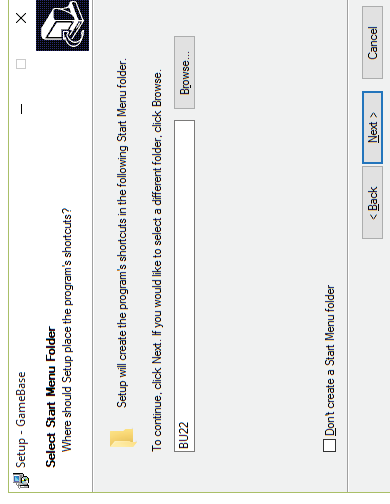 Setup - GameBase
Select Start Menu Folder
Where should Setup place the program's shortcuts?
Setup will create the program's shortcuts in the following Start Menu folder.
To continue, click Next. If you would like to select a different folder, click Browse.
BU22
Browse...
Don't create a Start Menu folder
< Back
Next >
Cancel